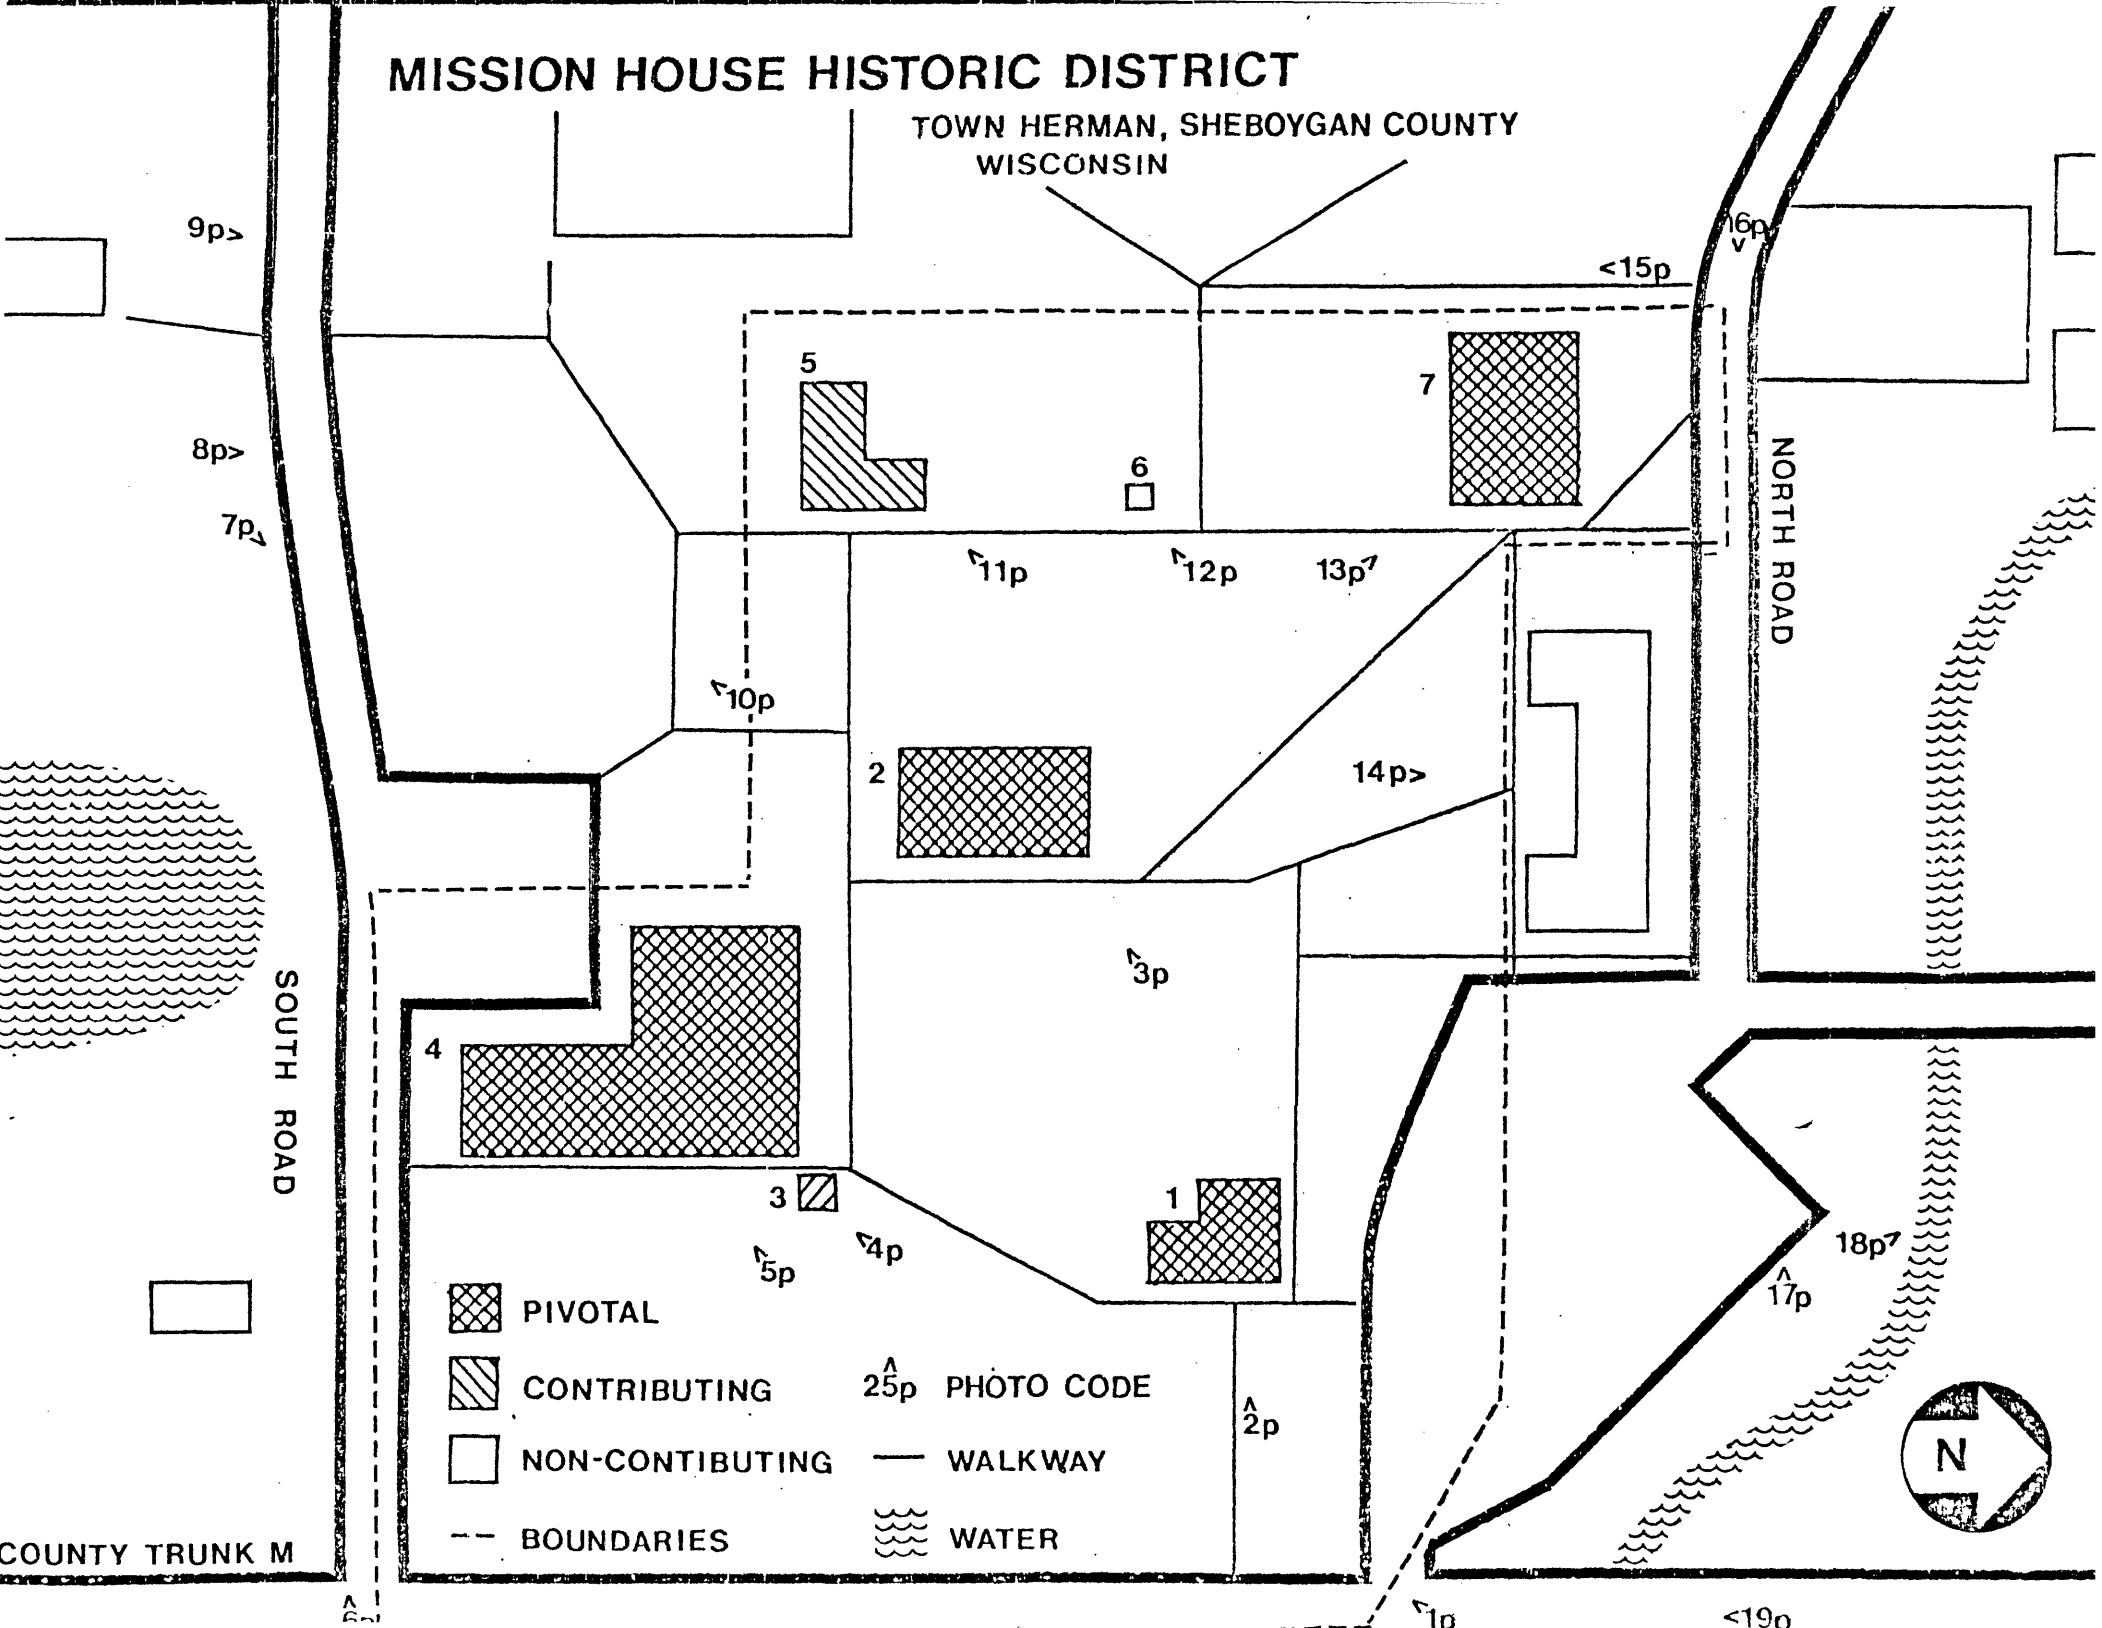 MISSION HOUSE HISTORIC DISTRICT
TOWN HERMAN, SHEBOYGAN COUNTY
WISCONSIN
9p>
<15p
16p
5
7
8p>
6
NORTH ROAD
7p>
<11p
<12p
13p>
<10p
2
14p>
<3p
SOUTH ROAD
4
3
1
<4p
<5p
18p>
17p
PIVOTAL
CONTRIBUTING
25p PHOTO CODE
2p
NON-CONTIBUTING
WALKWAY
N
BOUNDARIES
WATER
COUNTY TRUNK M
6p
<1p
<19p